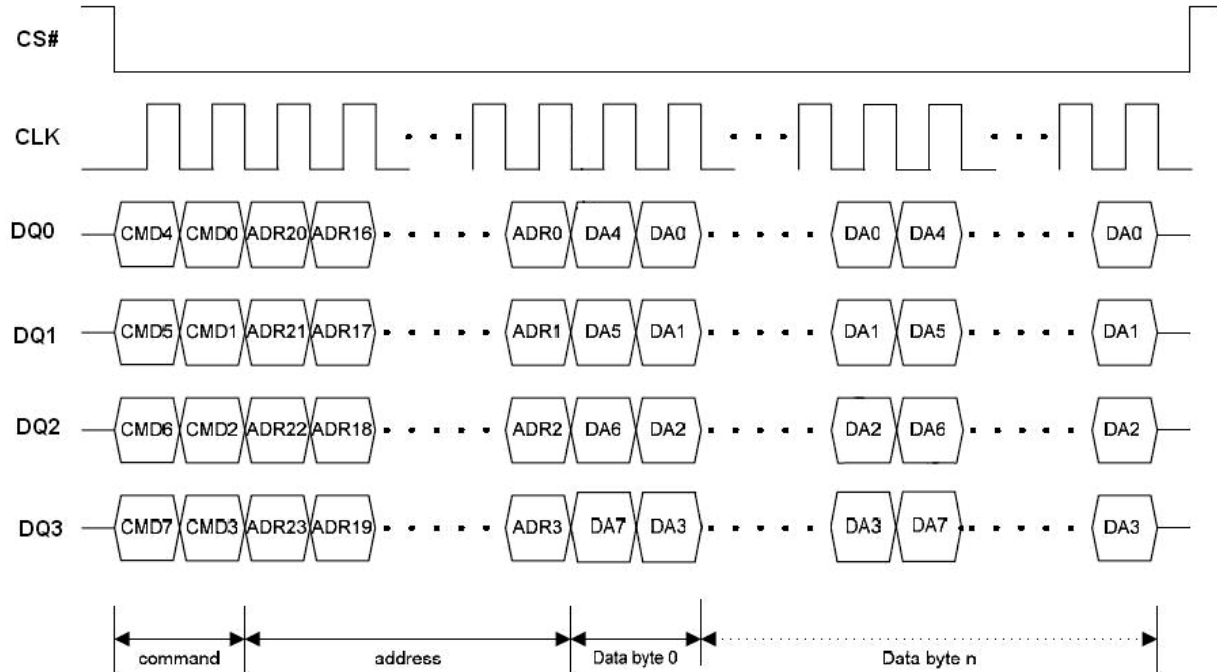 CS#
CLK
DQ0 CMD4 CMD0 ADR20 ADR16 ADR0 DA4 DA0 DA0 DA4 DA0
DQ1 CMD5 CMD1 ADR21 ADR17 ADR1 DA5 DA1 DA1 DA5 DA1
DQ2 CMD6 CMD2 ADR22 ADR18 ADR2 DA6 DA2 DA2 DA6 DA2
DQ3 CMD7 CMD3 ADR23 ADR19 ADR3 DA7 DA3 DA3 DA7 DA3
command address Data byte 0 Data byte n